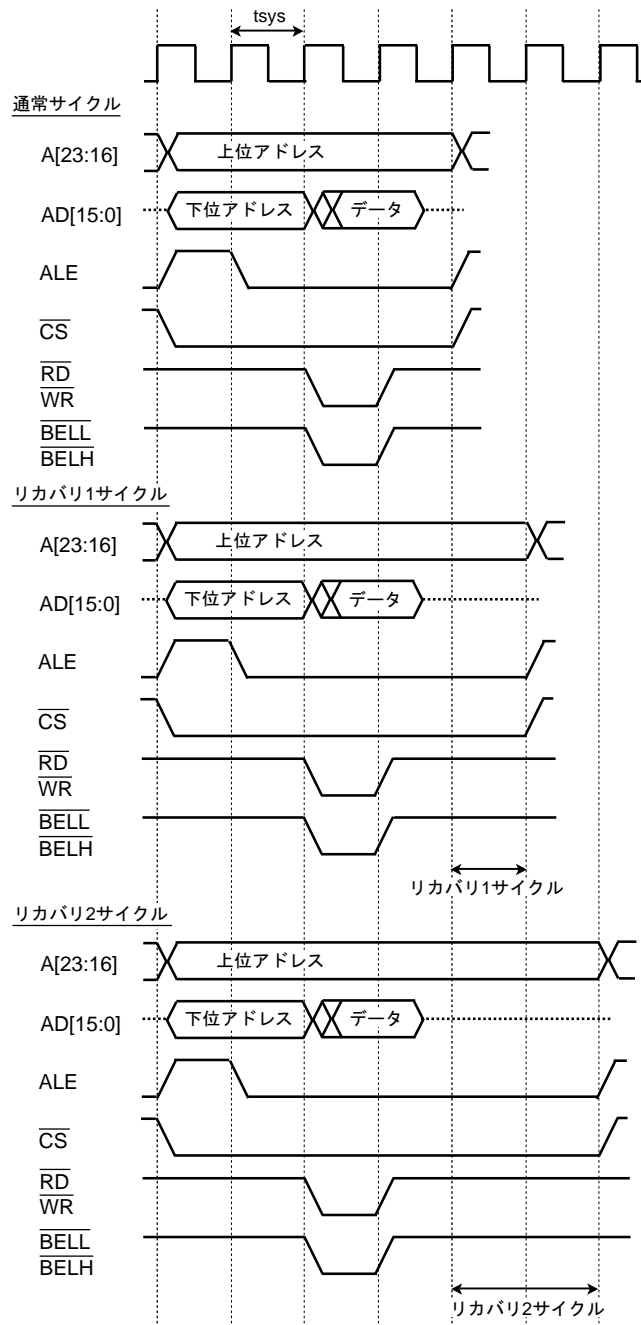 tsys
通常サイクル
A[23:16]
上位アドレス
AD[15:0]
下位アドレス
データ
ALE
CS
RD
WR
BELL
BELH
リカバリ1サイクル
A[23:16]
上位アドレス
AD[15:0]
下位アドレス
データ
ALE
CS
RD
WR
BELL
BELH
リカバリ1サイクル
リカバリ2サイクル
A[23:16]
上位アドレス
AD[15:0]
下位アドレス
データ
ALE
CS
RD
WR
BELL
BELH
リカバリ2サイクル